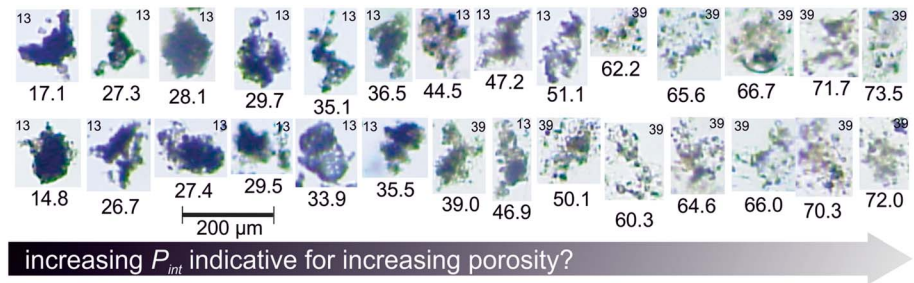 13 13 13 13 13 13 13 13 13 39 39 39 39 39
17.1 27.3 28.1 29.7 35.1 36.5 44.5 47.2 51.1 62.2 65.6 66.7 71.7 73.5
13 13 13 13 13 13 39 13 39 39 39 39 39 39
14.8 26.7 27.4 29.5 33.9 35.5 39.0 46.9 50.1 60.3 64.6 66.0 70.3 72.0
200 µm
increasing Pint indicative for increasing porosity?